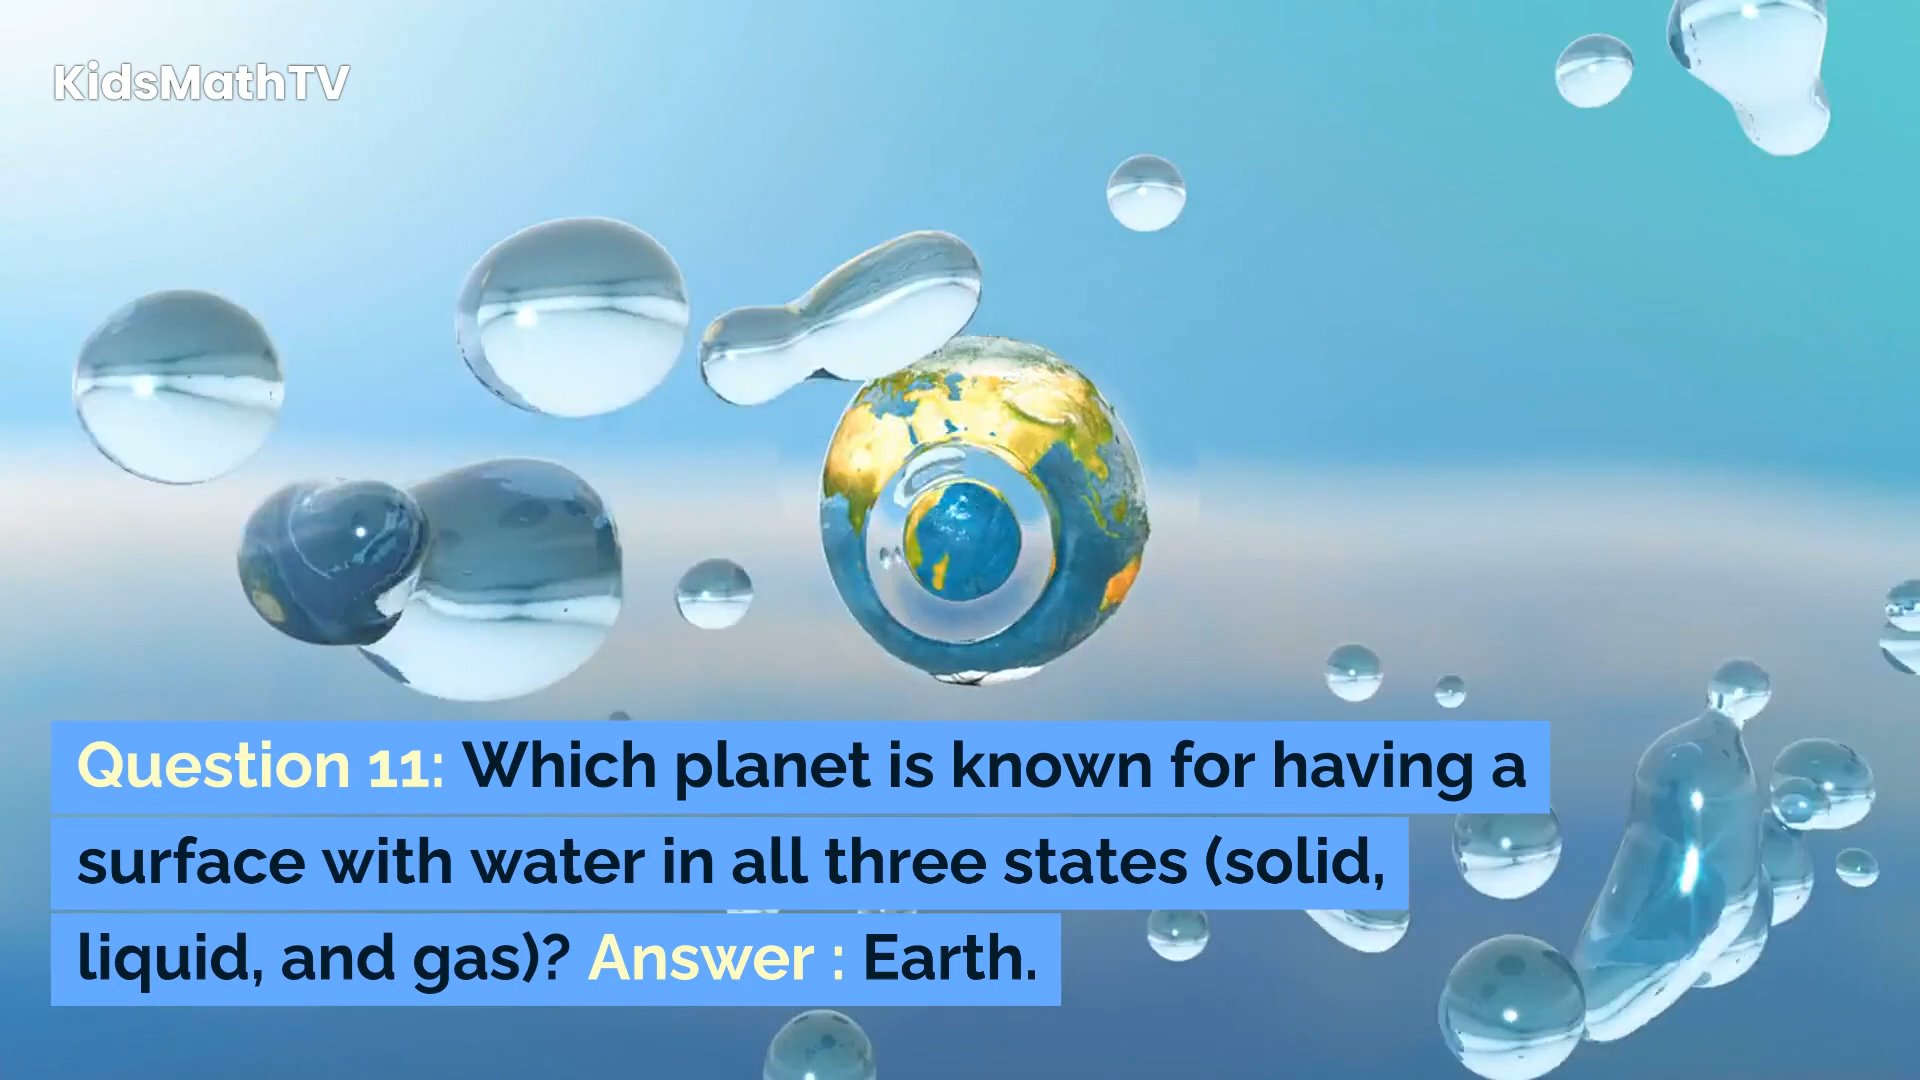 KidsMathTV
Question 11: Which planet is known for having a
surface with water in all three states (solid,
liquid, and gas)? Answer : Earth.